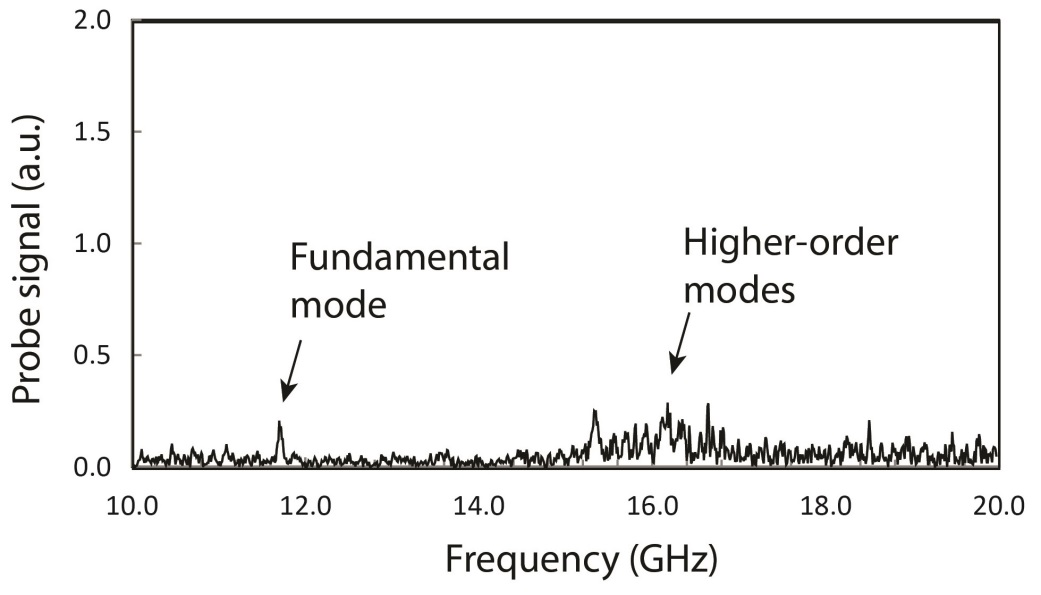 2.0
1.5
1.0
0.5
0.0
Probe signal (a.u.)
Fundamental
mode
Higher-order
modes
10.0 12.0 14.0 16.0 18.0 20.0
Frequency (GHz)